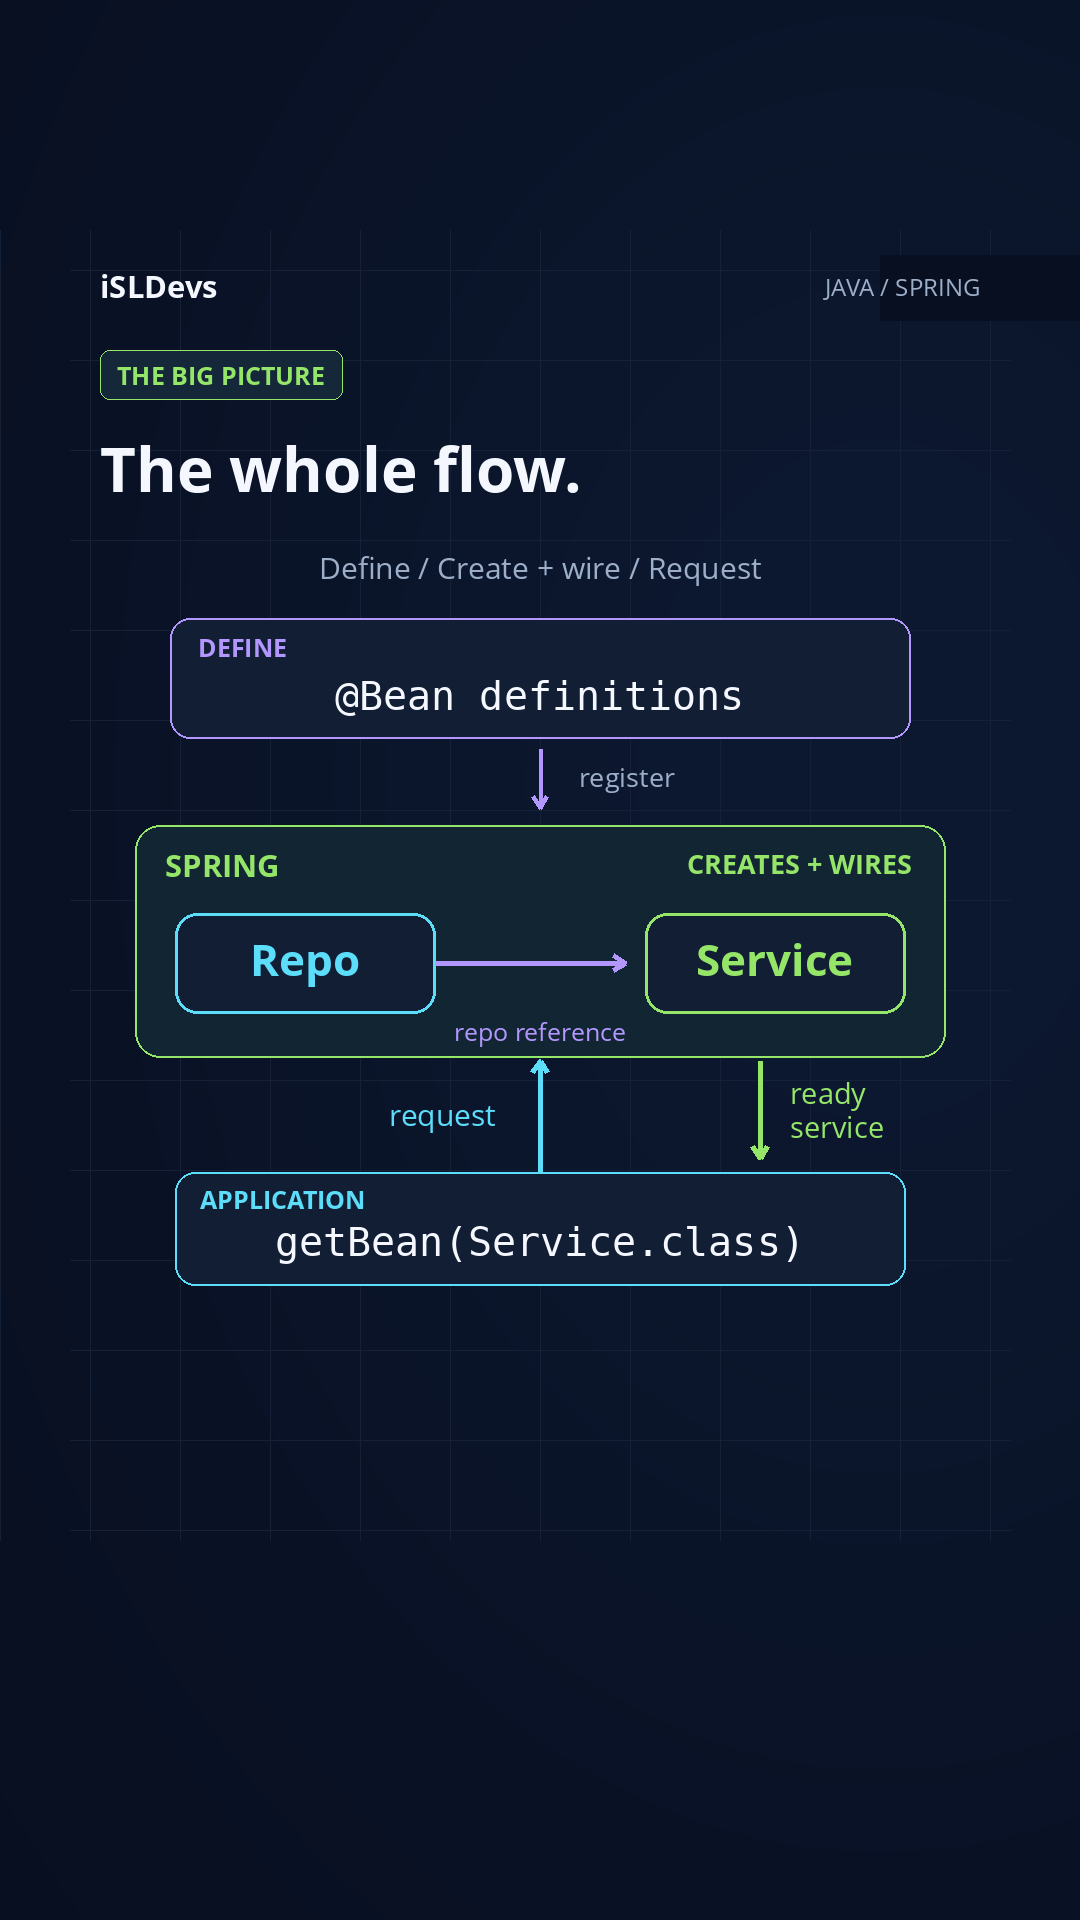 iSLDevs
JAVA / SPRING
THE BIG PICTURE
The whole flow.
Define / Create + wire / Request
DEFINE
@Bean definitions
register
SPRING
CREATES + WIRES
Repo
Service
repo reference
request
ready
service
APPLICATION
getBean(Service.class)